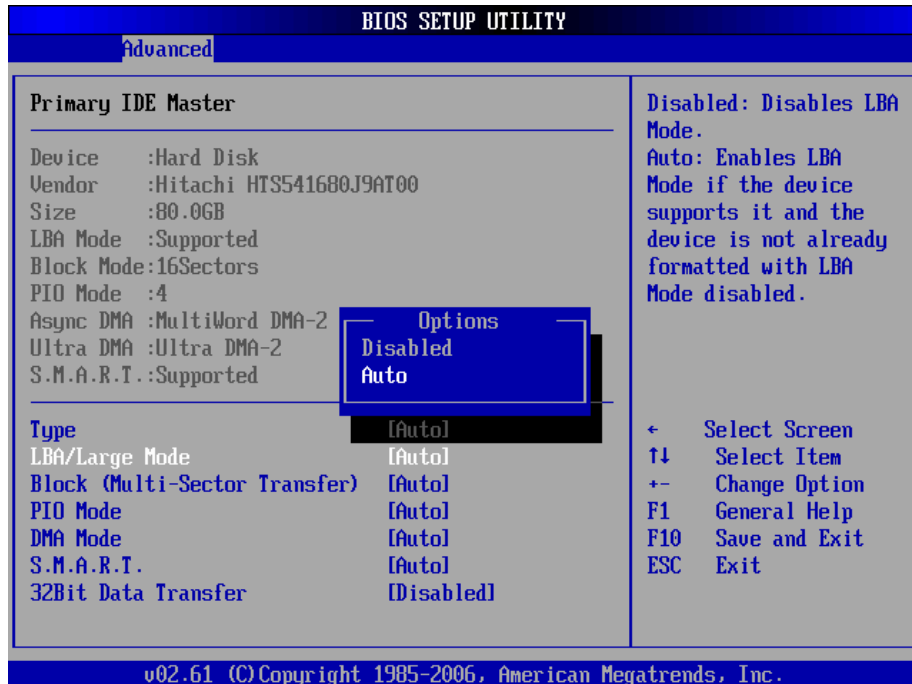 BIOS SETUP UTILITY
Advanced
Primary IDE Master
Device :Hard Disk
Vendor :Hitachi HTS541680J9AT00
Size :80.0GB
LBA Mode :Supported
Block Mode:16Sectors
PIO Mode :4
Async DMA :MultiWord DMA-2
Ultra DMA :Ultra DMA-2
S.M.A.R.T.:Supported
Options
Disabled
Auto
Type [Auto]
LBA/Large Mode [Auto]
Block (Multi-Sector Transfer) [Auto]
PIO Mode [Auto]
DMA Mode [Auto]
S.M.A.R.T. [Auto]
32Bit Data Transfer [Disabled]
Disabled: Disables LBA
Mode.
Auto: Enables LBA
Mode if the device
supports it and the
device is not already
formatted with LBA
Mode disabled.
← Select Screen
↑↓ Select Item
+- Change Option
F1 General Help
F10 Save and Exit
ESC Exit
v02.61 (C)Copyright 1985-2006, American Megatrends, Inc.